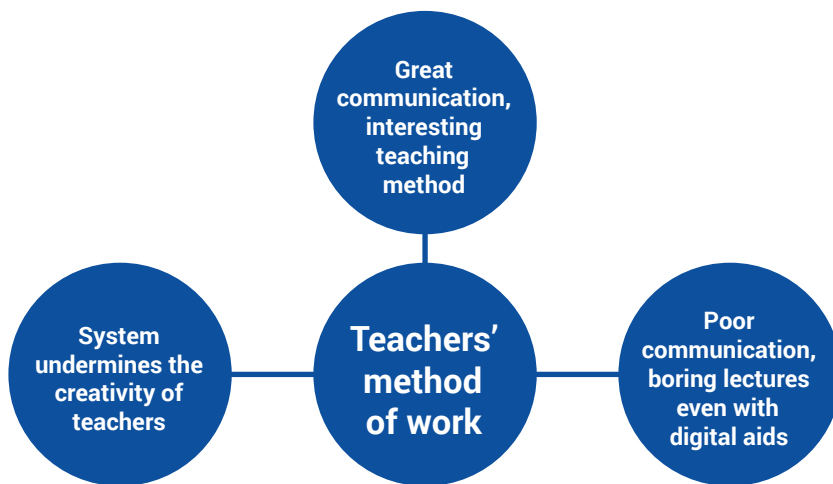 Great
communication,
interesting
teaching
method
System
undermines the
creativity of
teachers
Teachers’
method
of work
Poor
communication,
boring lectures
even with
digital aids